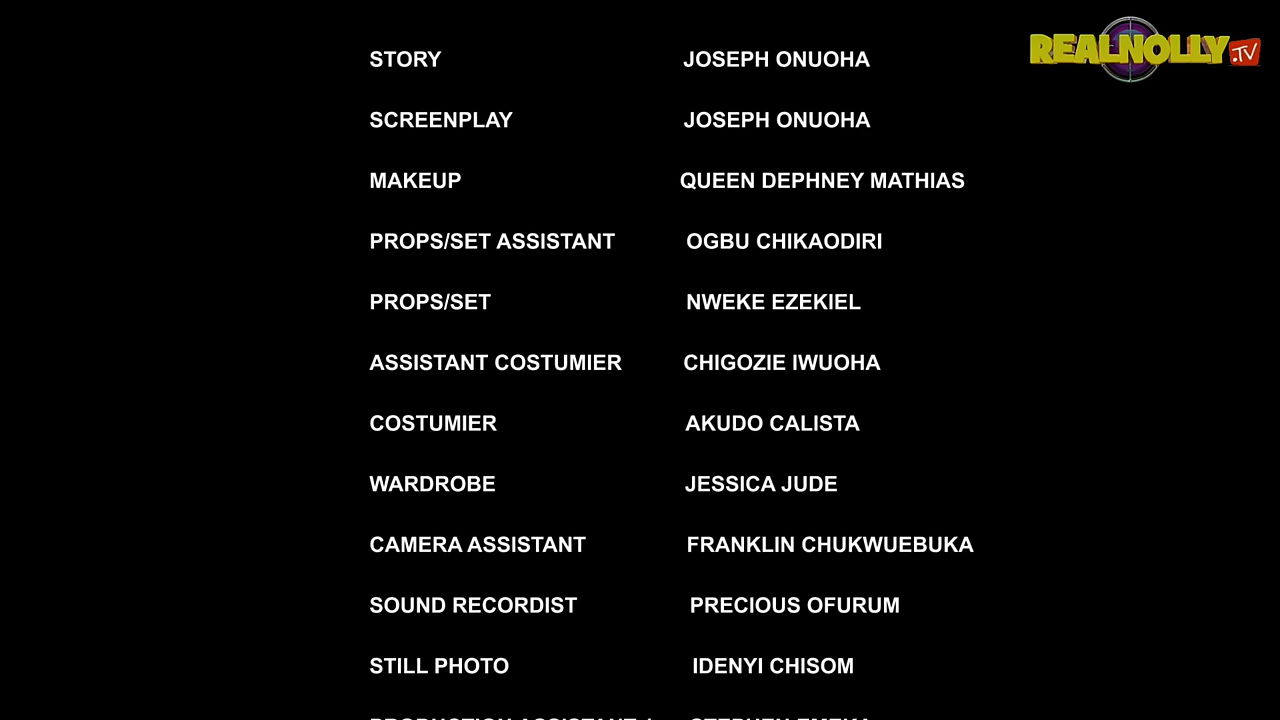 REALNOLLY.TV
STORY JOSEPH ONUOHA
SCREENPLAY JOSEPH ONUOHA
MAKEUP QUEEN DEPHNEY MATHIAS
PROPS/SET ASSISTANT OGBU CHIKAODIRI
PROPS/SET NWEKE EZEKIEL
ASSISTANT COSTUMIER CHIGOZIE IWUOHA
COSTUMIER AKUDO CALISTA
WARDROBE JESSICA JUDE
CAMERA ASSISTANT FRANKLIN CHUKWUEBUKA
SOUND RECORDIST PRECIOUS OFURUM
STILL PHOTO IDENYI CHISOM